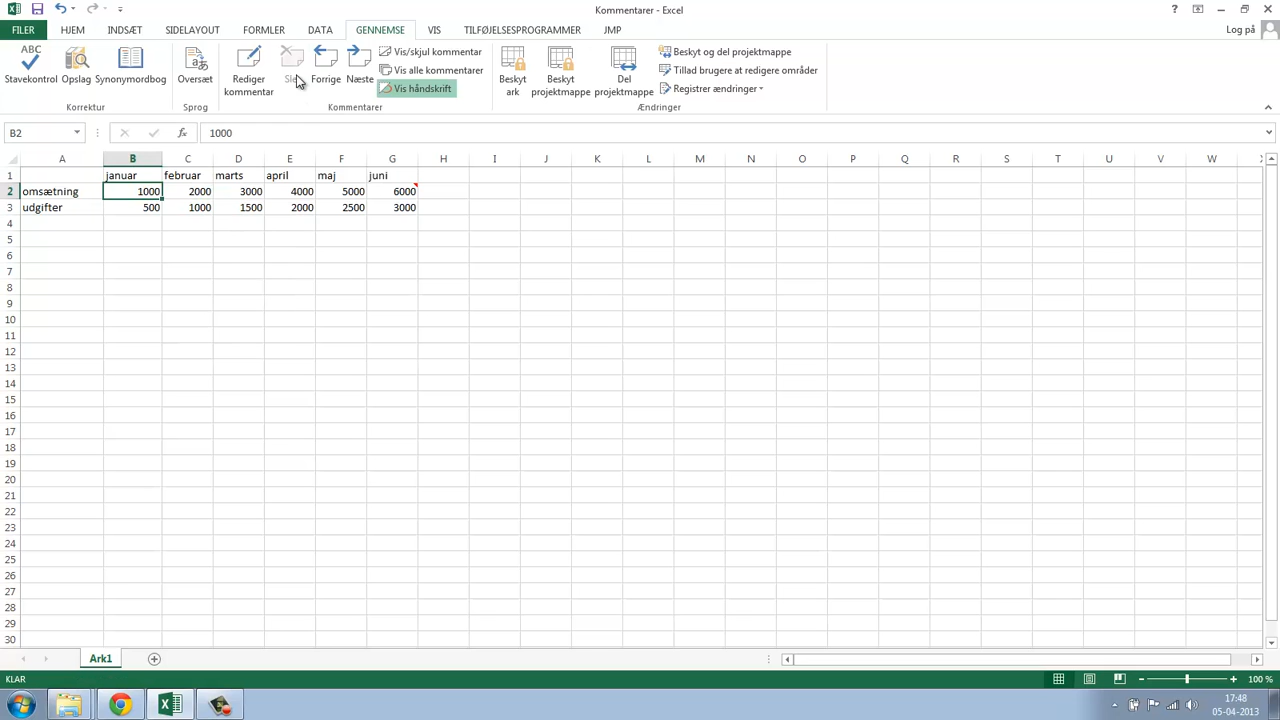 Kommentarer - Excel
FILER HJEM INDSÆT SIDELAYOUT FORMLER DATA GENNEMSE VIS TILFØJELSESPROGRAMMER JMP Log på
ABC
Stavekontrol Opslag Synonymordbog
Korrektur
Oversæt
Sprog
Rediger kommentar
Forrige Næste
Vis/skjul kommentar
Vis alle kommentarer
Vis håndskrift
Kommentarer
Beskyt ark
Beskyt projektmappe
Del projektmappe
Beskyt og del projektmappe
Tillad brugere at redigere områder
Registrer ændringer
Ændringer
B2 fx 1000
A B C D E F G H I J K L M N O P Q R S T U V W
1 januar februar marts april maj juni
2 omsætning 1000 2000 3000 4000 5000 6000
3 udgifter 500 1000 1500 2000 2500 3000
4
5
6
7
8
9
10
11
12
13
14
15
16
17
18
19
20
21
22
23
24
25
26
27
28
29
30
Ark1
KLAR 100 %
17:48
05-04-2013